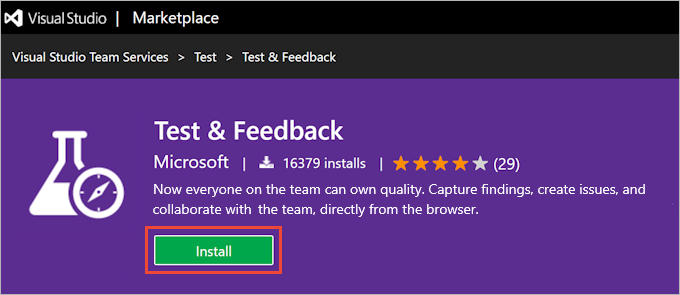 Visual Studio | Marketplace
Visual Studio Team Services > Test > Test & Feedback
Test & Feedback
Microsoft | 16379 installs | (29)
Now everyone on the team can own quality. Capture findings, create issues, and
collaborate with the team, directly from the browser.
Install